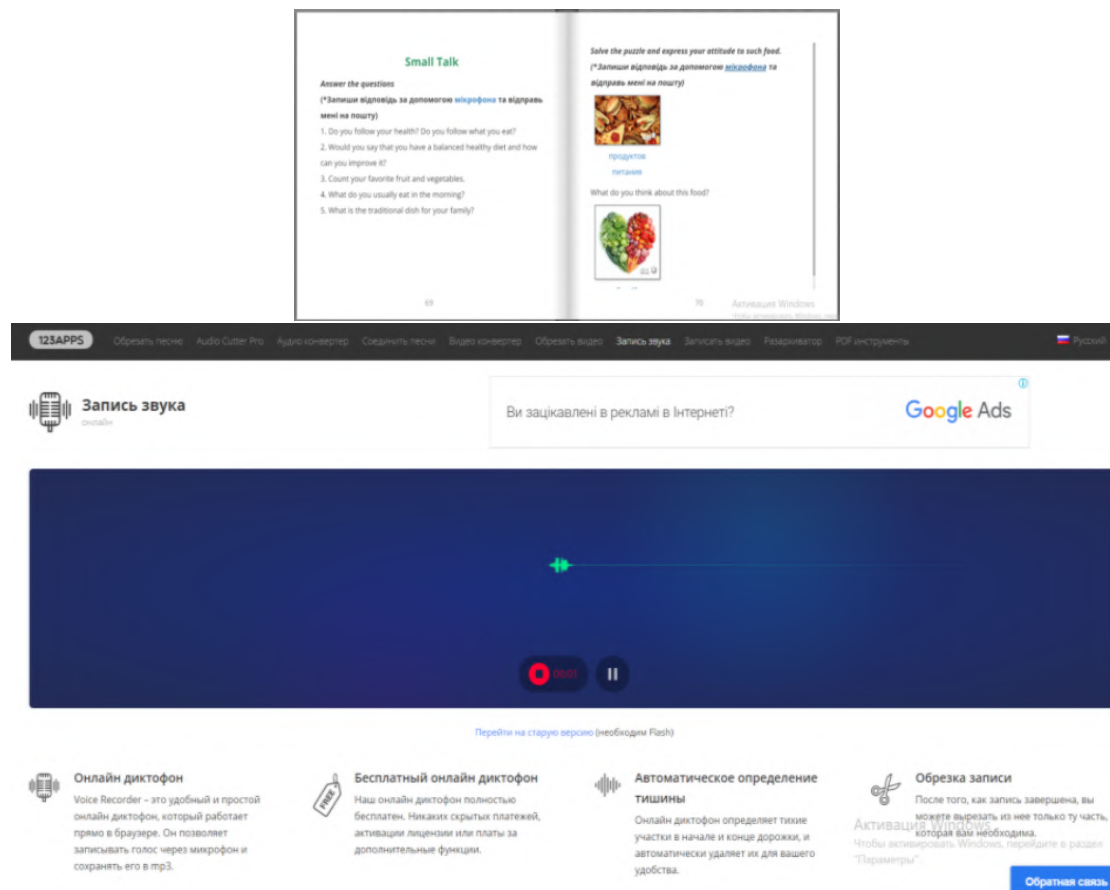 Small Talk
Answer the questions
(*Запиши відповідь за допомогою мікрофона та відправь
мені на пошту)
1. Do you follow your health? Do you follow what you eat?
2. Would you say that you have a balanced healthy diet and how
can you improve it?
3. Count your favorite fruit and vegetables.
4. What do you usually eat in the morning?
5. What is the traditional dish for your family?
69
Solve the puzzle and express your attitude to such food.
(*Запиши відповідь за допомогою мікрофона та
відправь мені на пошту)
продуктов
питание
What do you think about this food?
70
Активация Windows
123APPS Обрезать песню Audio Cutter Pro Аудио конвертер Соединить песни Видео конвертер Обрезать видео Запись звука Записать видео Разархиватор PDF инструменты Русский
Запись звука
онлайн
Ви зацікавлені в рекламі в Інтернеті?
Google Ads
00:01
Перейти на старую версию (необходим Flash)
Онлайн диктофон
Voice Recorder – это удобный и простой
онлайн диктофон, который работает
прямо в браузере. Он позволяет
записывать голос через микрофон и
сохранять его в mp3.
FREE
Бесплатный онлайн диктофон
Наш онлайн диктофон полностью
бесплатен. Никаких скрытых платежей,
активации лицензии или платы за
дополнительные функции.
Автоматическое определение
тишины
Онлайн диктофон определяет тихие
участки в начале и конце дорожки, и
автоматически удаляет их для вашего
удобства.
Обрезка записи
После того, как запись завершена, вы
можете вырезать из нее только ту часть,
которая вам необходима.
Активация Windows
Чтобы активировать Windows, перейдите в раздел
"Параметры".
Обратная связь